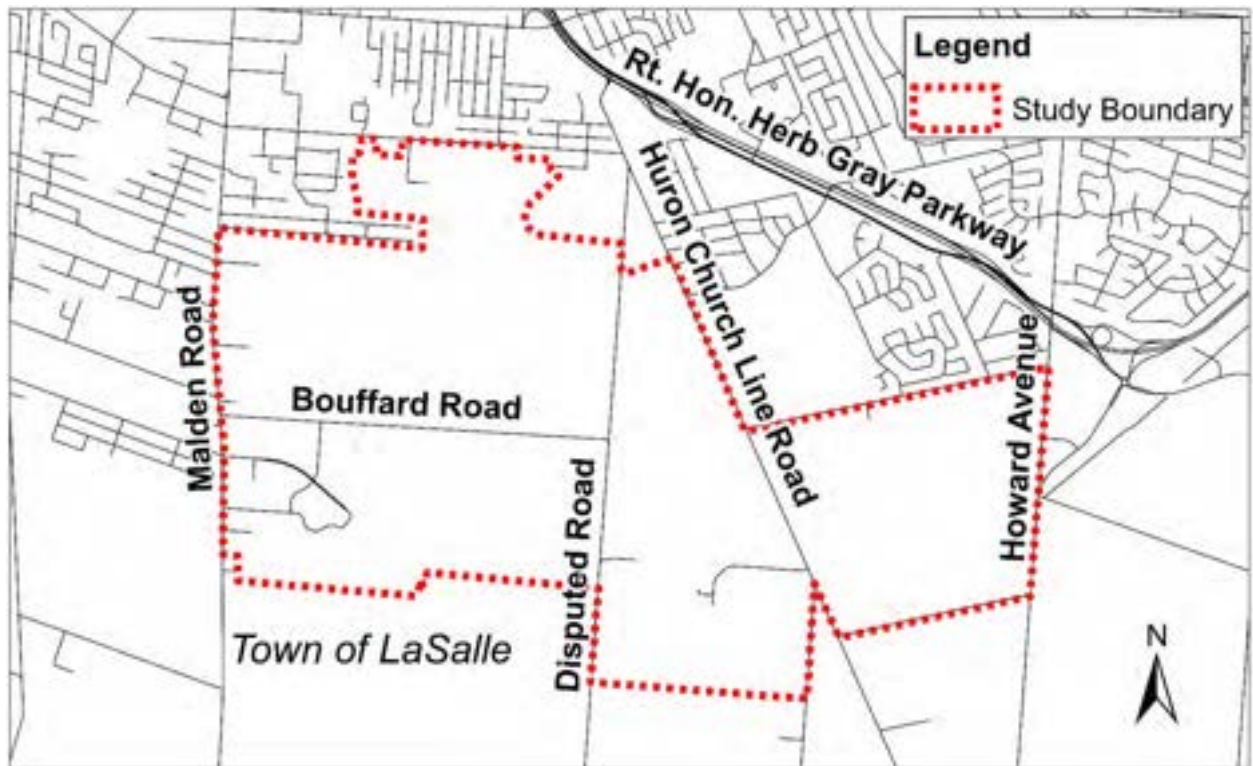 Legend
Study Boundary
Rt. Hon. Herb Gray Parkway
Huron Church Line Road
Malden Road
Bouffard Road
Howard Avenue
Disputed Road
Town of LaSalle
N